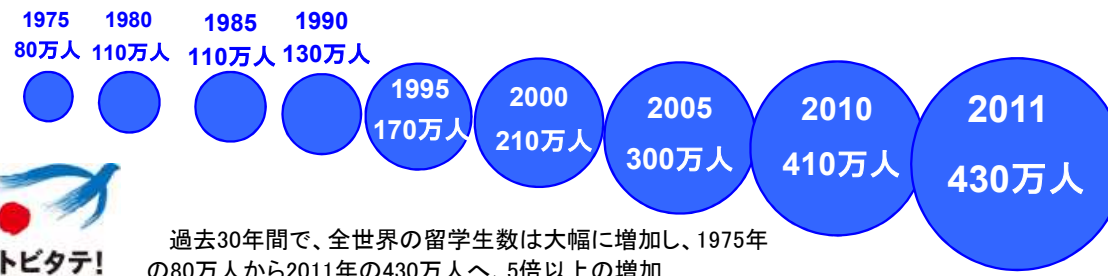 1975
80万人
1980
110万人
1985
110万人
1990
130万人
1995
170万人
2000
210万人
2005
300万人
2010
410万人
2011
430万人
トビタテ!
過去30年間で、全世界の留学生数は大幅に増加し、1975年
の80万人から2011年の430万人へ、5倍以上の増加